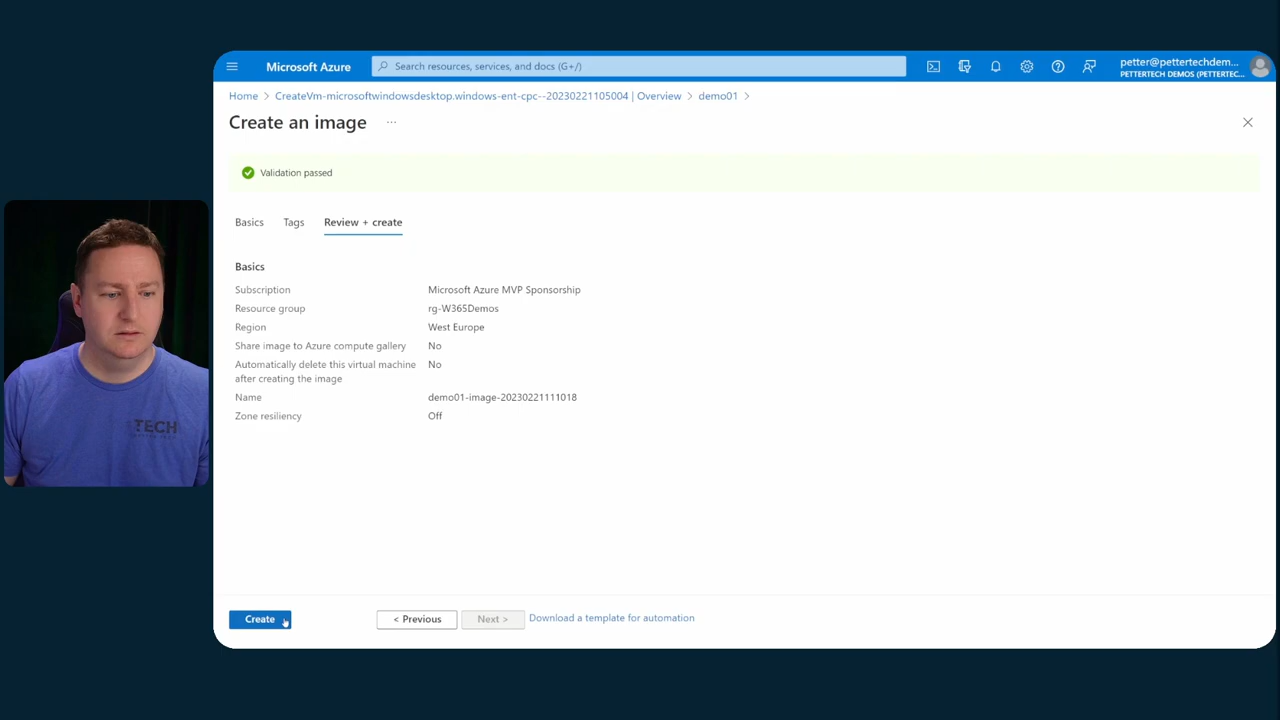 Microsoft Azure
Search resources, services, and docs (G+/)
petter@pettertechdem...
PETTERTECH DEMOS (PETTERTEC...
Home > CreateVm-microsoftwindowsdesktop.windows-ent-cpc--20230221105004 | Overview > demo01 >
Create an image ...
Validation passed
Basics Tags Review + create
Basics
Subscription Microsoft Azure MVP Sponsorship
Resource group rg-W365Demos
Region West Europe
Share image to Azure compute gallery No
Automatically delete this virtual machine No
after creating the image
Name demo01-image-20230221111018
Zone resiliency Off
Create < Previous Next > Download a template for automation
TECH